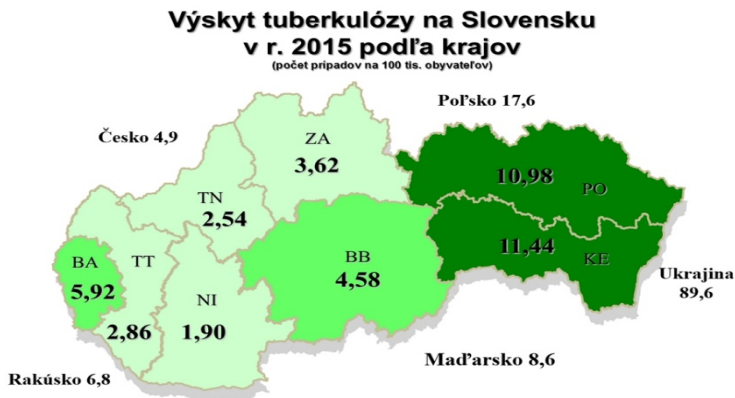 Výskyt tuberkulózy na Slovensku
v r. 2015 podľa krajov
(počet prípadov na 100 tis. obyvateľov)
Poľsko 17,6
Česko 4,9
ZA
3,62
10,98
PO
TN
2,54
11,44
KE
BA
5,92
TT
2,86
NI
1,90
BB
4,58
Ukrajina
89,6
Maďarsko 8,6
Rakúsko 6,8